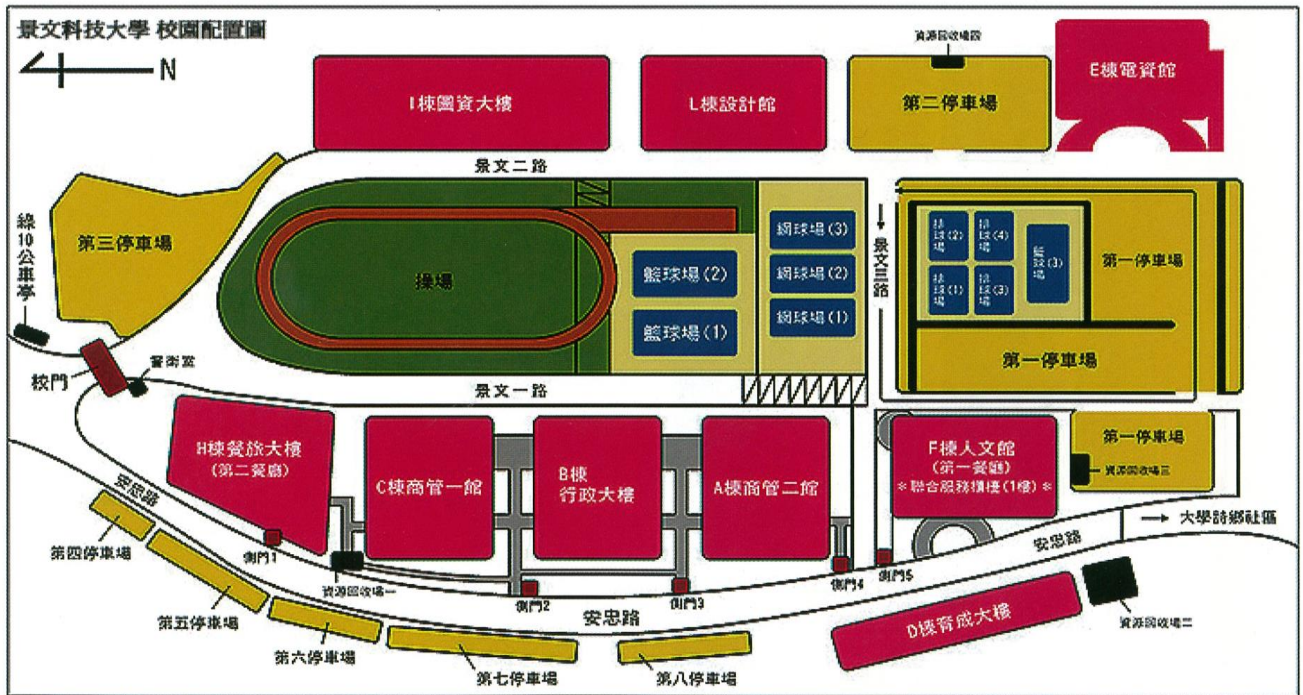 景文科技大學 校園配置圖
N
資源回收場四
I棟圖資大樓
L棟設計館
第二停車場
E棟電資館
景文二路
第三停車場
綠10公車亭
操場
籃球場(2)
籃球場(1)
網球場(3)
網球場(2)
網球場(1)
景文三路
排球場(2)
排球場(4)
排球場(1)
排球場(3)
籃球場(3)
第一停車場
第一停車場
校門
警衛室
景文一路
H棟餐旅大樓
(第二餐廳)
C棟商管一館
B棟
行政大樓
A棟商管二館
F棟人文館
(第一餐廳)
*聯合服務櫃檯(1樓)*
第一停車場
資源回收場三
大學詩鄉社區
安忠路
安忠路
安忠路
第四停車場
第五停車場
第六停車場
第七停車場
第八停車場
側門1
資源回收場一
側門2
側門3
側門4
側門5
D棟育成大樓
資源回收場二